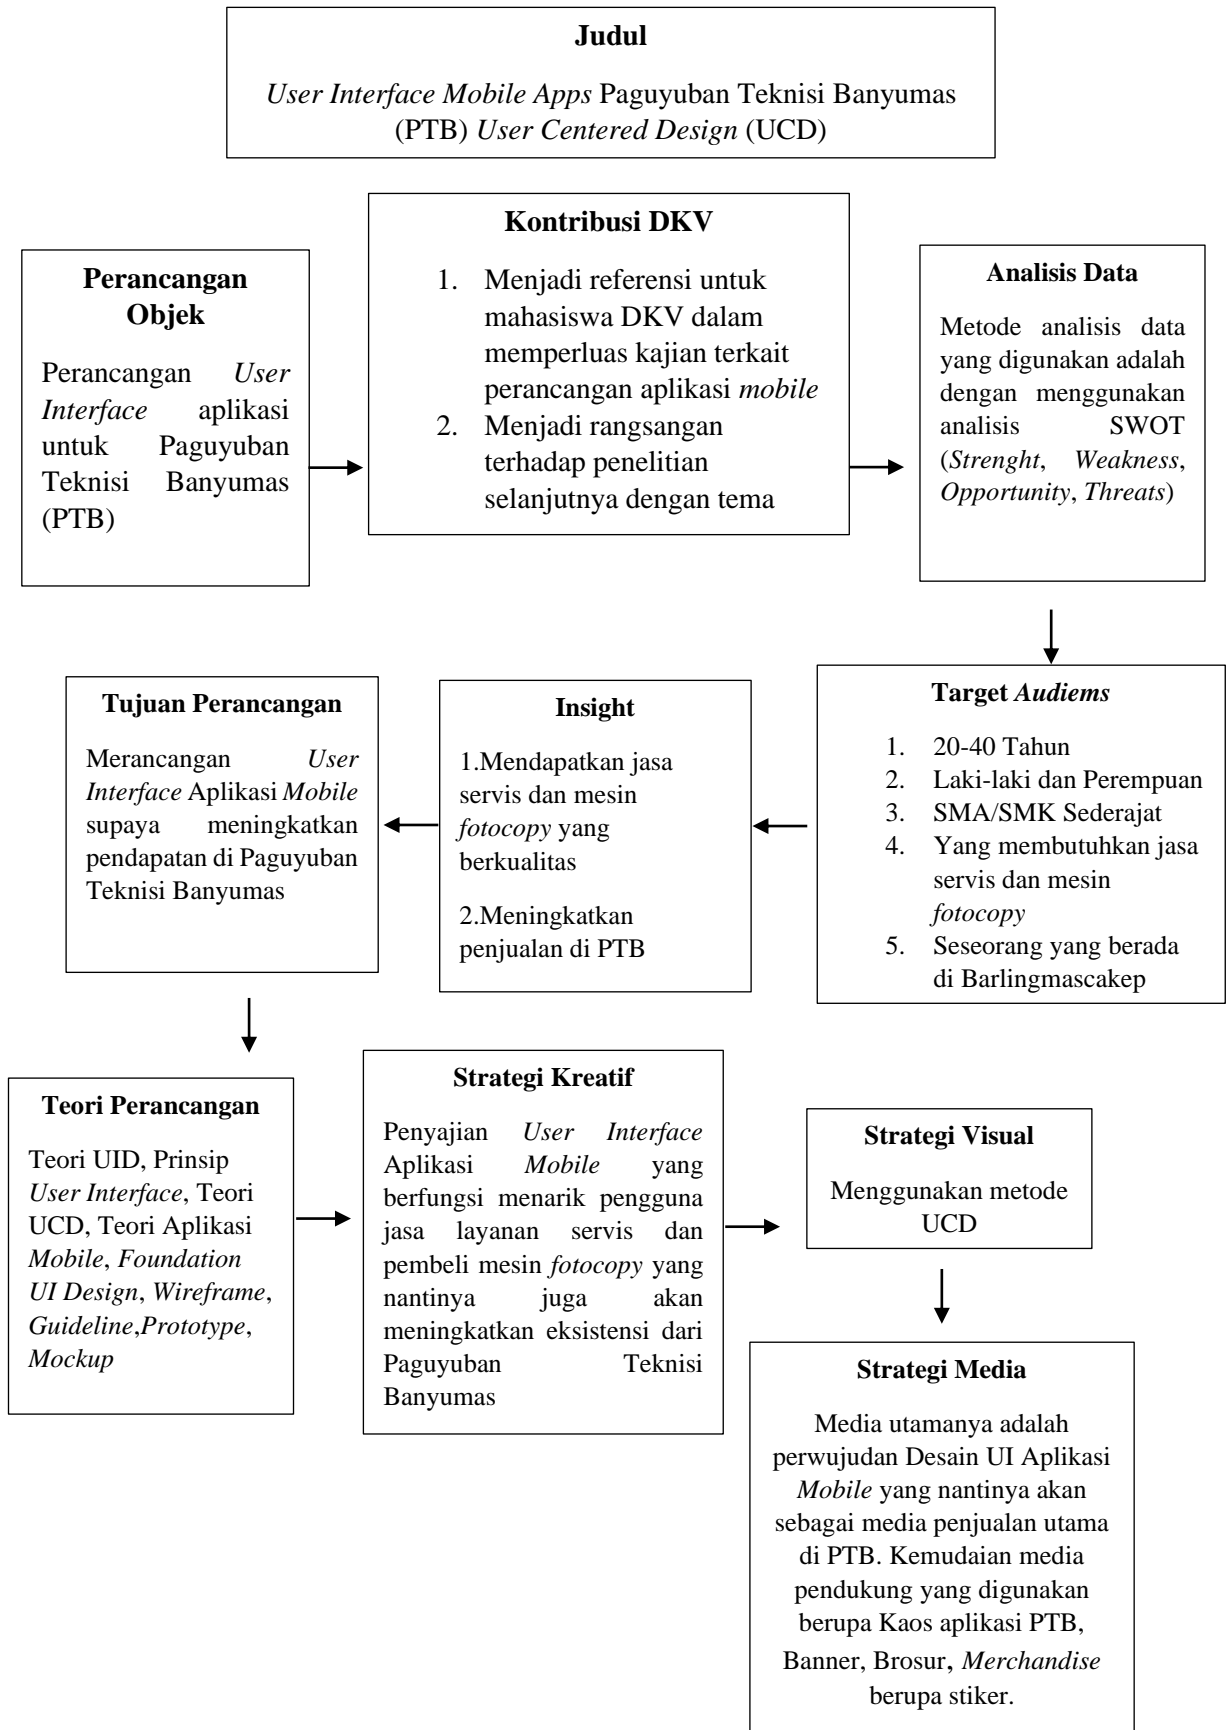 Judul
User Interface Mobile Apps Paguyuban Teknisi Banyumas
(PTB) User Centered Design (UCD)
Perancangan
Objek
Perancangan User
Interface aplikasi
untuk Paguyuban
Teknisi Banyumas
(PTB)
Kontribusi DKV
1. Menjadi referensi untuk
mahasiswa DKV dalam
memperluas kajian terkait
perancangan aplikasi mobile
2. Menjadi rangsangan
terhadap penelitian
selanjutnya dengan tema
Analisis Data
Metode analisis data
yang digunakan adalah
dengan menggunakan
analisis SWOT
(Strenght, Weakness,
Opportunity, Threats)
Target Audiems
1. 20-40 Tahun
2. Laki-laki dan Perempuan
3. SMA/SMK Sederajat
4. Yang membutuhkan jasa
servis dan mesin
fotocopy
5. Seseorang yang berada
di Barlingmascakep
Insight
1.Mendapatkan jasa
servis dan mesin
fotocopy yang
berkualitas
2.Meningkatkan
penjualan di PTB
Tujuan Perancangan
Merancangan User
Interface Aplikasi Mobile
supaya meningkatkan
pendapatan di Paguyuban
Teknisi Banyumas
Teori Perancangan
Teori UID, Prinsip
User Interface, Teori
UCD, Teori Aplikasi
Mobile, Foundation
UI Design, Wireframe,
Guideline,Prototype,
Mockup
Strategi Kreatif
Penyajian User Interface
Aplikasi Mobile yang
berfungsi menarik pengguna
jasa layanan servis dan
pembeli mesin fotocopy yang
nantinya juga akan
meningkatkan eksistensi dari
Paguyuban Teknisi
Banyumas
Strategi Visual
Menggunakan metode
UCD
Strategi Media
Media utamanya adalah
perwujudan Desain UI Aplikasi
Mobile yang nantinya akan
sebagai media penjualan utama
di PTB. Kemudaian media
pendukung yang digunakan
berupa Kaos aplikasi PTB,
Banner, Brosur, Merchandise
berupa stiker.